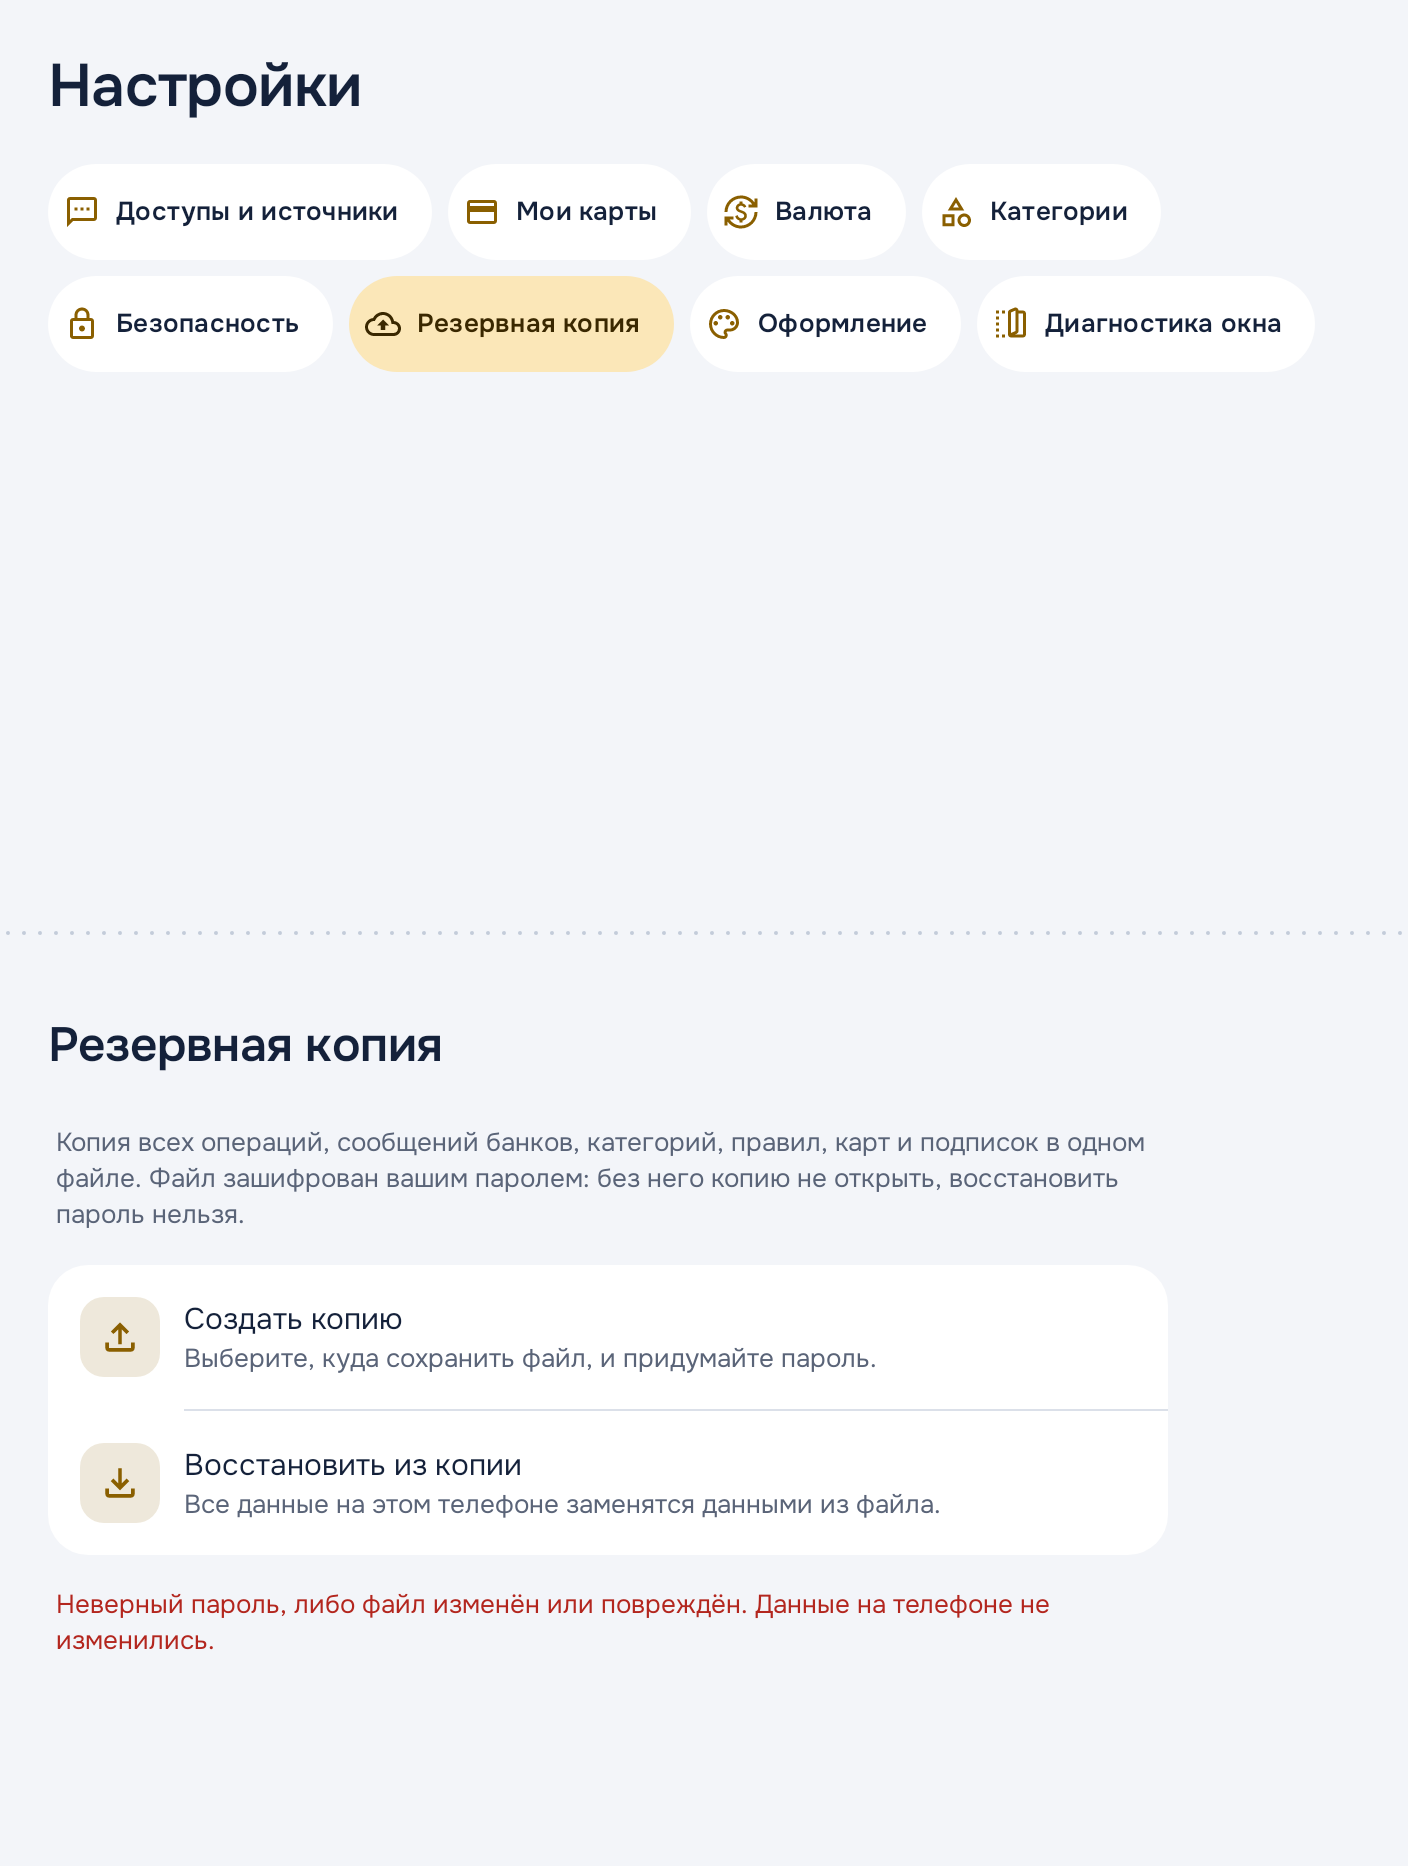 Настройки
Доступы и источники
Мои карты
Валюта
Категории
Безопасность
Резервная копия
Оформление
Диагностика окна
Резервная копия
Копия всех операций, сообщений банков, категорий, правил, карт и подписок в одном
файле. Файл зашифрован вашим паролем: без него копию не открыть, восстановить
пароль нельзя.
Создать копию
Выберите, куда сохранить файл, и придумайте пароль.
Восстановить из копии
Все данные на этом телефоне заменятся данными из файла.
Неверный пароль, либо файл изменён или повреждён. Данные на телефоне не
изменились.